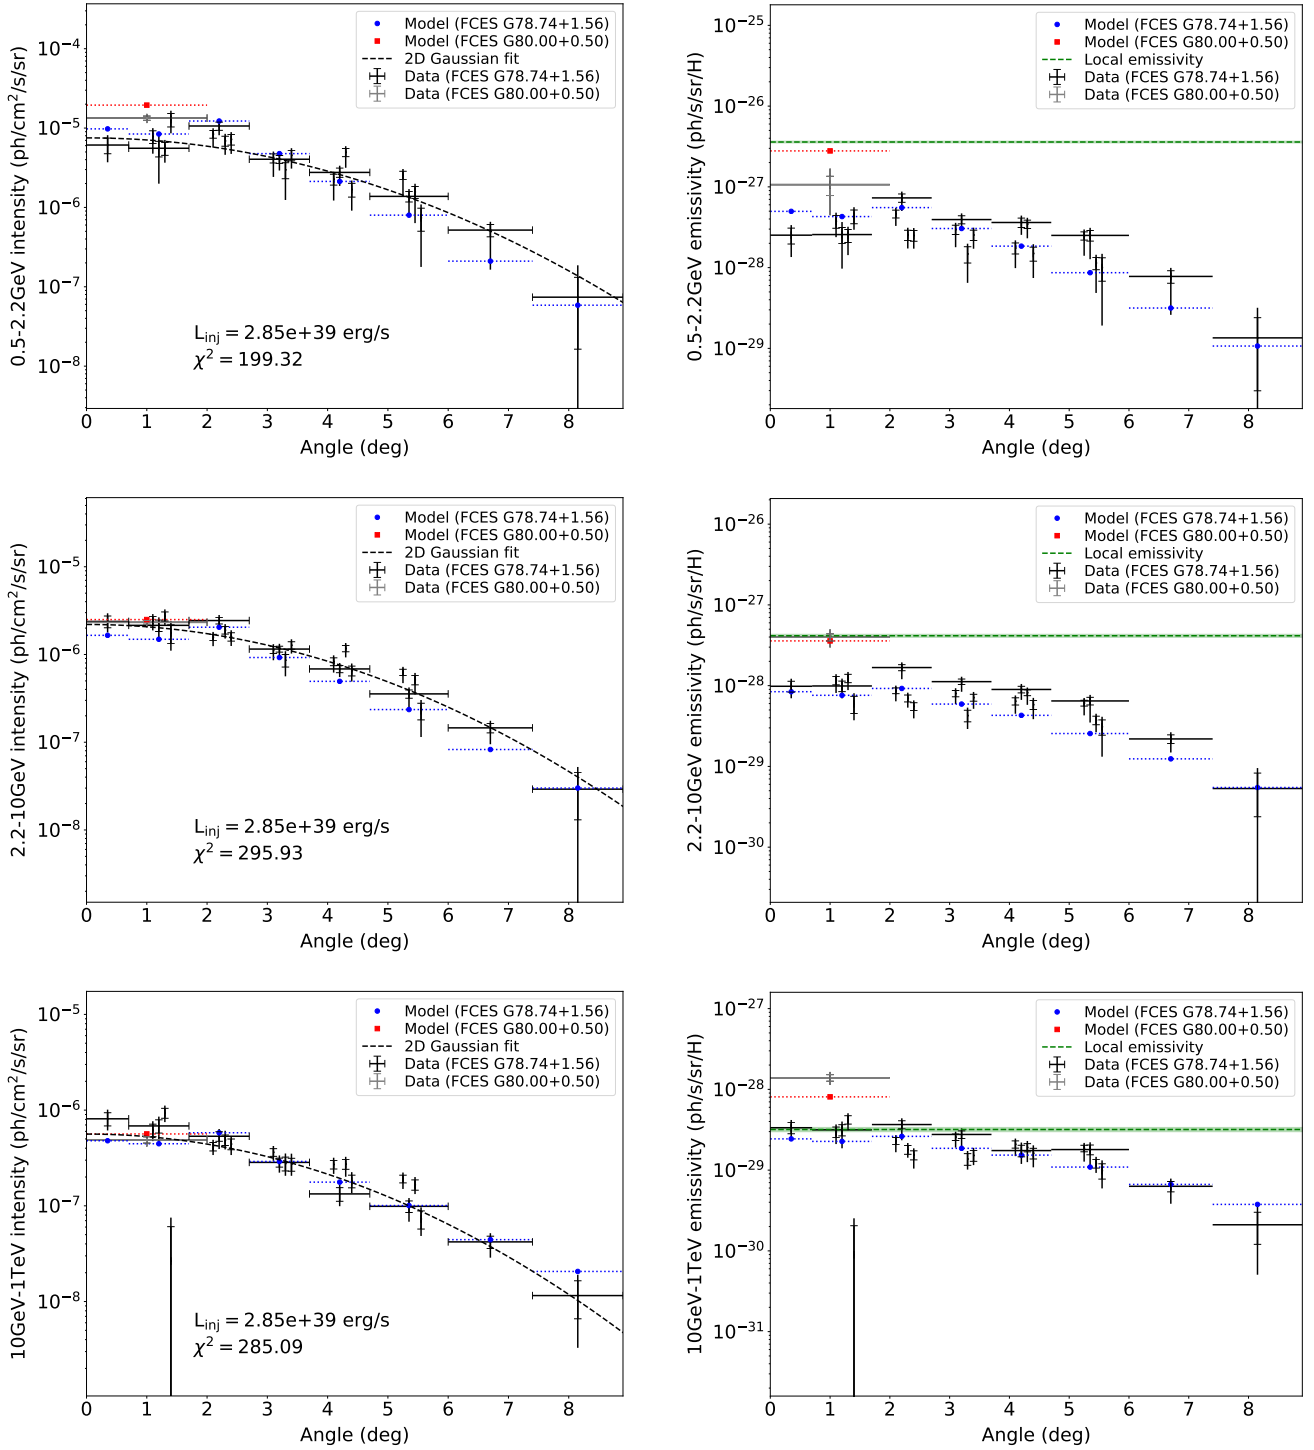 Model (FCES G78.74+1.56)
Model (FCES G80.00+0.50)
2D Gaussian fit
Data (FCES G78.74+1.56)
Data (FCES G80.00+0.50)
10⁻⁴
10⁻⁵
10⁻⁶
10⁻⁷
10⁻⁸
0.5-2.2GeV intensity (ph/cm²/s/sr)
L_inj = 2.85e+39 erg/s
χ² = 199.32
0 1 2 3 4 5 6 7 8
Angle (deg)
Model (FCES G78.74+1.56)
Model (FCES G80.00+0.50)
Local emissivity
Data (FCES G78.74+1.56)
Data (FCES G80.00+0.50)
10⁻²⁵
10⁻²⁶
10⁻²⁷
10⁻²⁸
10⁻²⁹
0.5-2.2GeV emissivity (ph/s/sr/H)
0 1 2 3 4 5 6 7 8
Angle (deg)
Model (FCES G78.74+1.56)
Model (FCES G80.00+0.50)
2D Gaussian fit
Data (FCES G78.74+1.56)
Data (FCES G80.00+0.50)
10⁻⁵
10⁻⁶
10⁻⁷
10⁻⁸
2.2-10GeV intensity (ph/cm²/s/sr)
L_inj = 2.85e+39 erg/s
χ² = 295.93
0 1 2 3 4 5 6 7 8
Angle (deg)
Model (FCES G78.74+1.56)
Model (FCES G80.00+0.50)
Local emissivity
Data (FCES G78.74+1.56)
Data (FCES G80.00+0.50)
10⁻²⁶
10⁻²⁷
10⁻²⁸
10⁻²⁹
10⁻³⁰
2.2-10GeV emissivity (ph/s/sr/H)
0 1 2 3 4 5 6 7 8
Angle (deg)
Model (FCES G78.74+1.56)
Model (FCES G80.00+0.50)
2D Gaussian fit
Data (FCES G78.74+1.56)
Data (FCES G80.00+0.50)
10⁻⁵
10⁻⁶
10⁻⁷
10⁻⁸
10GeV-1TeV intensity (ph/cm²/s/sr)
L_inj = 2.85e+39 erg/s
χ² = 285.09
0 1 2 3 4 5 6 7 8
Angle (deg)
Model (FCES G78.74+1.56)
Model (FCES G80.00+0.50)
Local emissivity
Data (FCES G78.74+1.56)
Data (FCES G80.00+0.50)
10⁻²⁷
10⁻²⁸
10⁻²⁹
10⁻³⁰
10⁻³¹
10GeV-1TeV emissivity (ph/s/sr/H)
0 1 2 3 4 5 6 7 8
Angle (deg)